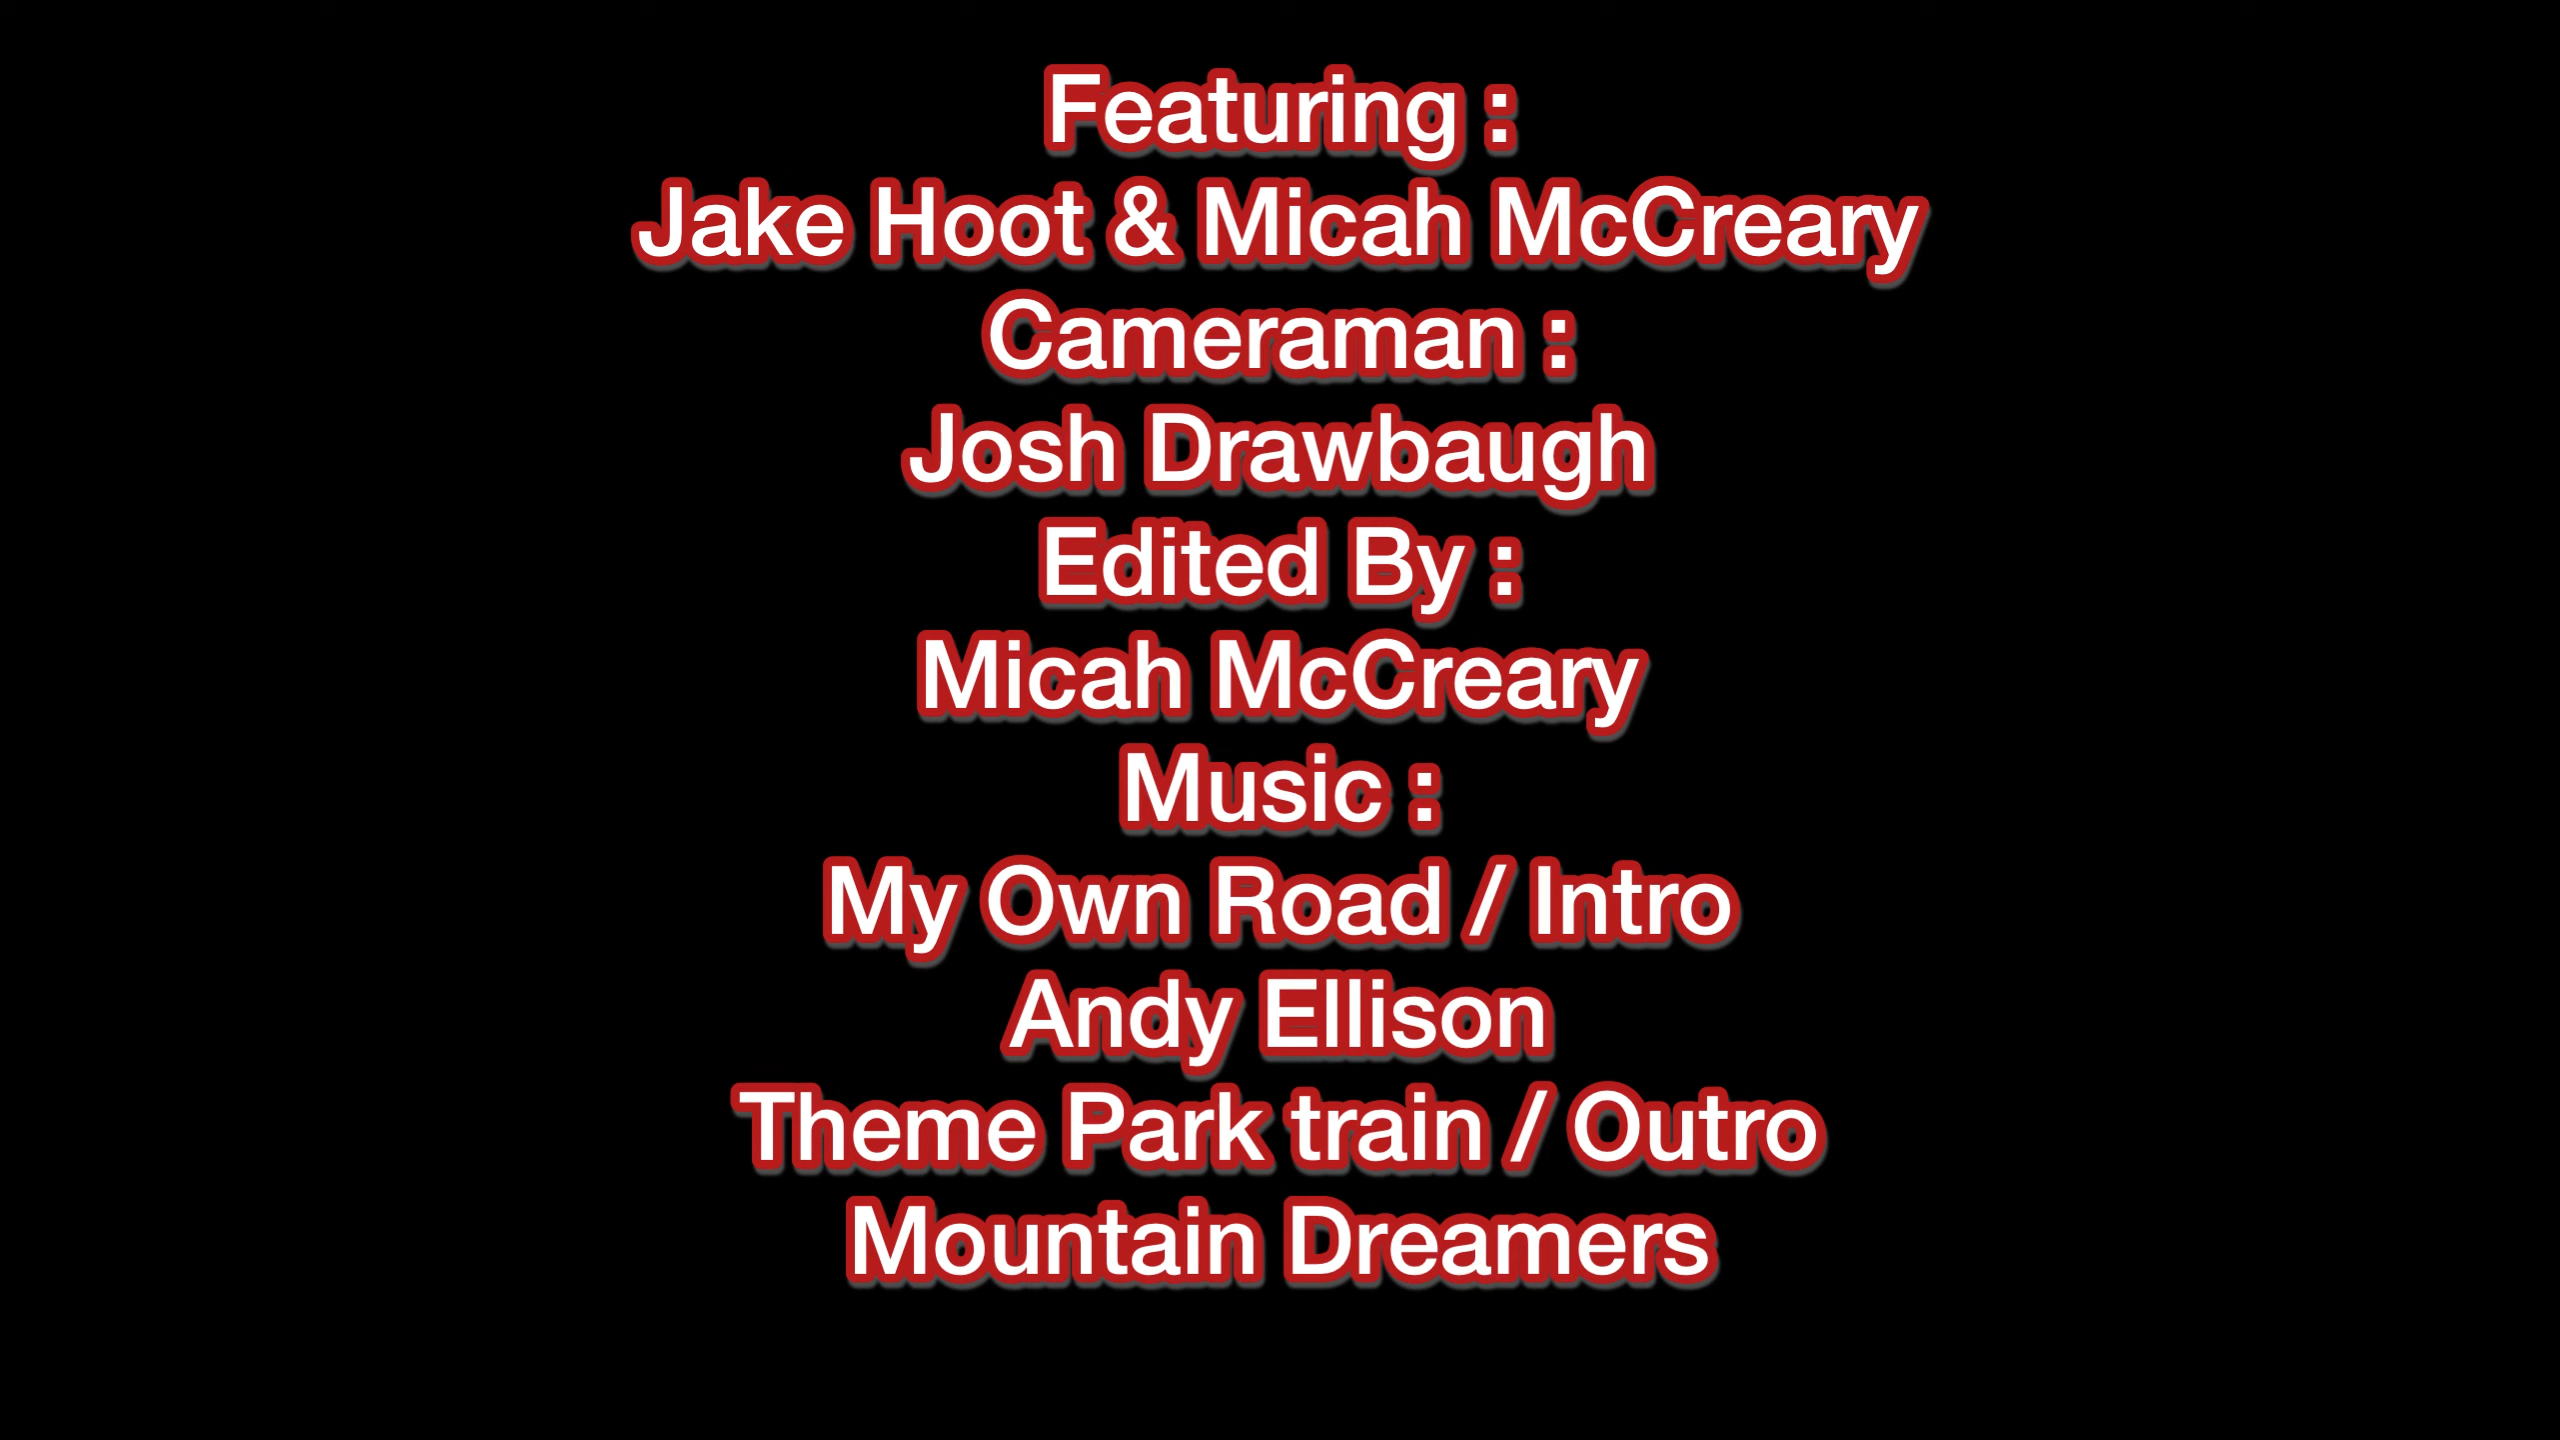 Featuring :
Jake Hoot & Micah McCreary
Cameraman :
Josh Drawbaugh
Edited By :
Micah McCreary
Music :
My Own Road / Intro
Andy Ellison
Theme Park train / Outro
Mountain Dreamers